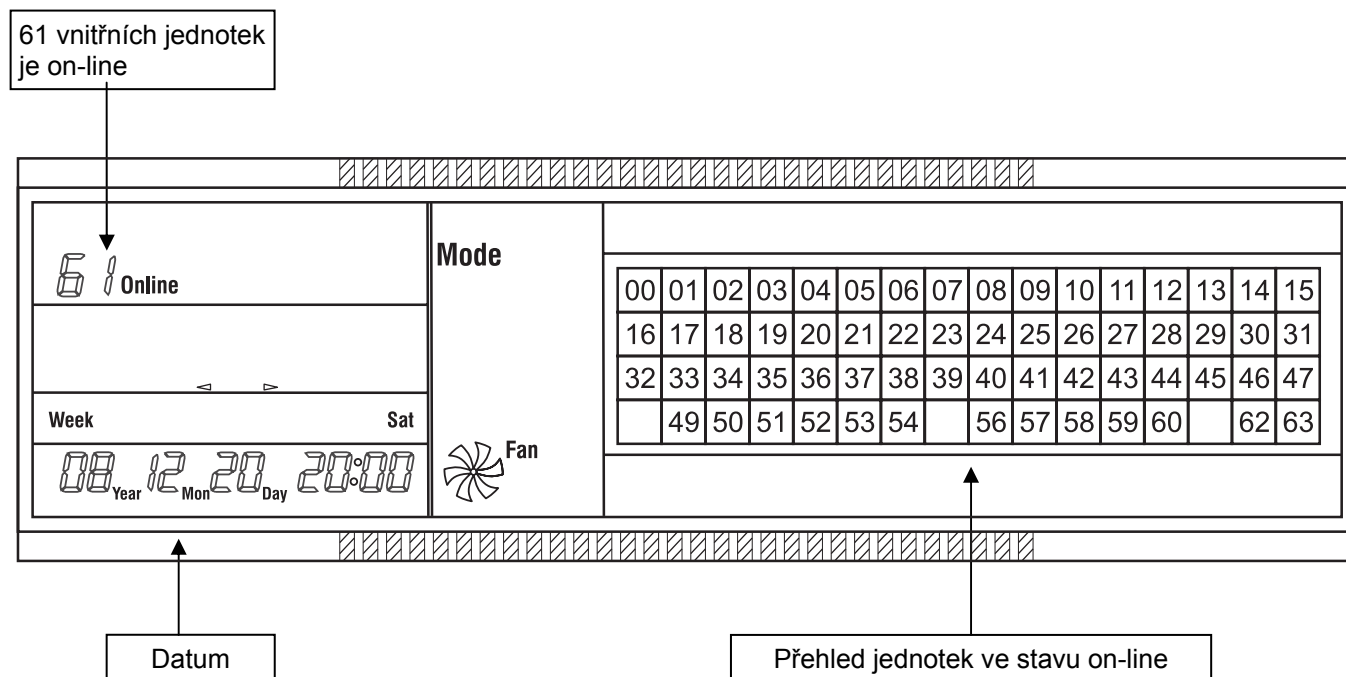 61 vnitřních jednotek
je on-line
61 Online
Mode
Week Sat
08 Year 12 Mon 20 Day 20:00
Fan
00 01 02 03 04 05 06 07 08 09 10 11 12 13 14 15
16 17 18 19 20 21 22 23 24 25 26 27 28 29 30 31
32 33 34 35 36 37 38 39 40 41 42 43 44 45 46 47
49 50 51 52 53 54 56 57 58 59 60 62 63
Datum
Přehled jednotek ve stavu on-line